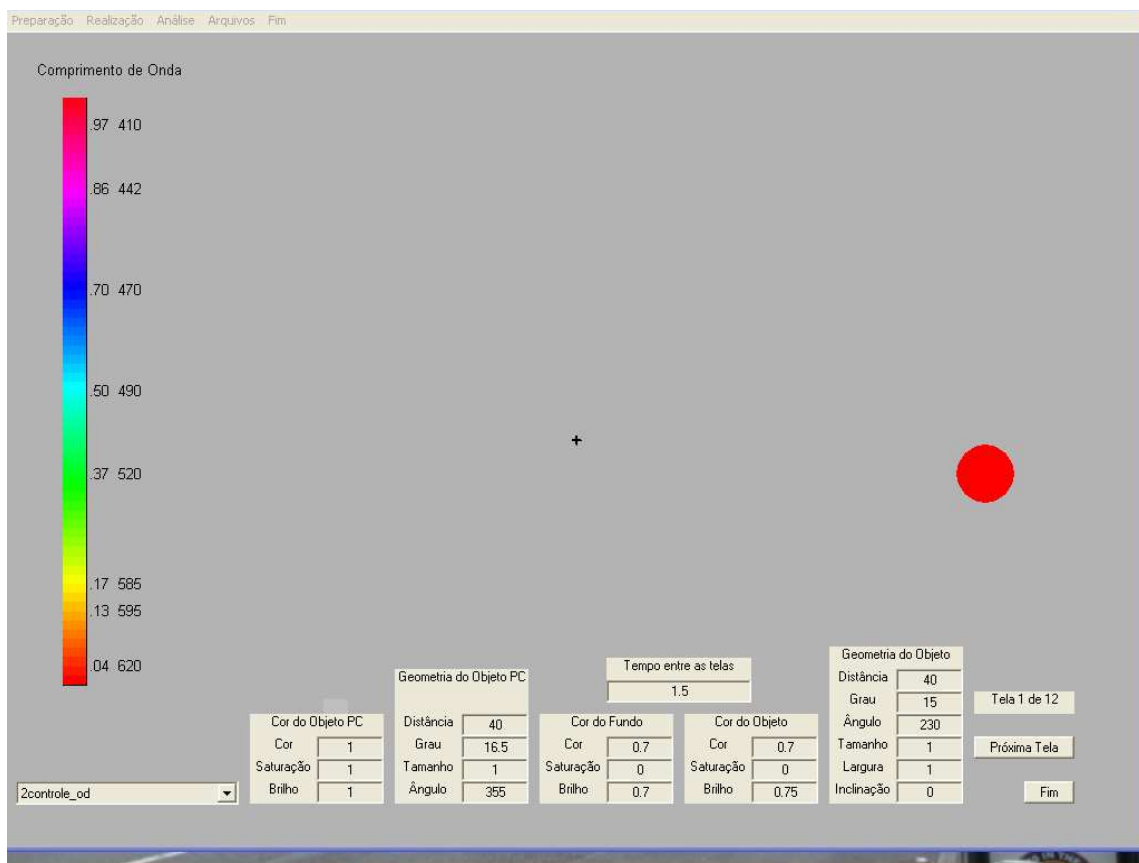 Preparação Realização Análise Arquivos Fim
Comprimento de Onda
.97 410
.86 442
.70 470
.50 490
.37 520
.17 585
.13 595
.04 620
2controle_od
Cor do Objeto PC
Cor 1
Saturação 1
Brilho 1
Geometria do Objeto PC
Distância 40
Grau 16.5
Tamanho 1
Ângulo 355
Tempo entre as telas
1.5
Cor do Fundo
Cor 0.7
Saturação 0
Brilho 0.7
Cor do Objeto
Cor 0.7
Saturação 0
Brilho 0.75
Geometria do Objeto
Distância 40
Grau 15
Ângulo 230
Tamanho 1
Largura 1
Inclinação 0
Tela 1 de 12
Próxima Tela
Fim